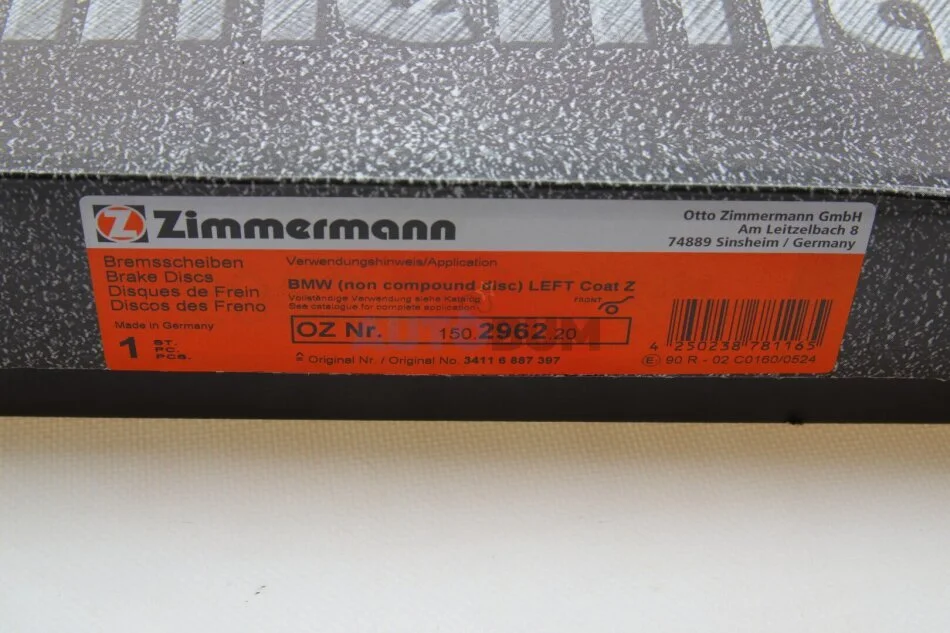 Zimmermann
Otto Zimmermann GmbH
Am Leitzelbach 8
74889 Sinsheim / Germany
Bremsscheiben
Brake Discs
Disques de Frein
Discos des Freno
Made in Germany
1 ST.
PC.
PCS.
Verwendungshinweis/Application
BMW (non compound disc) LEFT Coat Z
Vollständige Verwendung siehe Katalog
See catalogue for complete application
FRONT
OZ Nr. 150.2962.20
≙ Original Nr. / Original No. 3411 6 887 397
4 250238 781165
E 90 R - 02 C0160/0524